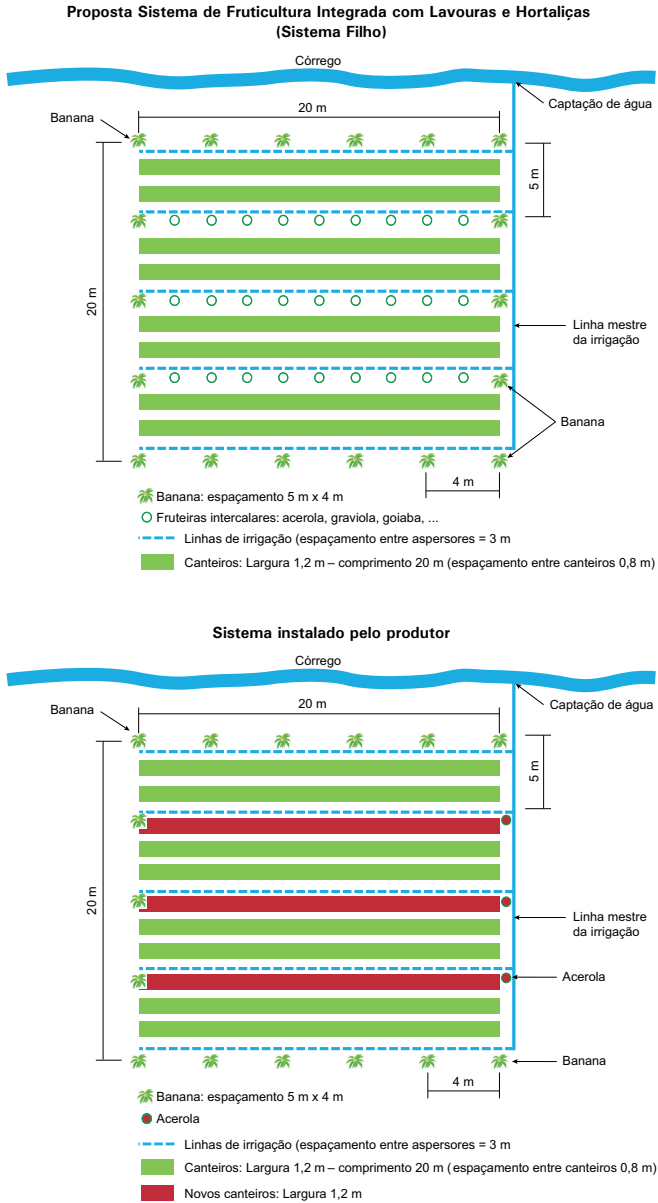 Proposta Sistema de Fruticultura Integrada com Lavouras e Hortaliças
(Sistema Filho)
Córrego
20 m
Captação de água
Banana
5 m
20 m
Linha mestre
da irrigação
Banana
4 m
Banana: espaçamento 5 m x 4 m
Fruteiras intercalares: acerola, graviola, goiaba, ...
Linhas de irrigação (espaçamento entre aspersores = 3 m
Canteiros: Largura 1,2 m – comprimento 20 m (espaçamento entre canteiros 0,8 m)
Sistema instalado pelo produtor
Córrego
20 m
Captação de água
Banana
5 m
20 m
Linha mestre
da irrigação
Acerola
Banana
4 m
Banana: espaçamento 5 m x 4 m
Acerola
Linhas de irrigação (espaçamento entre aspersores = 3 m
Canteiros: Largura 1,2 m – comprimento 20 m (espaçamento entre canteiros 0,8 m)
Novos canteiros: Largura 1,2 m